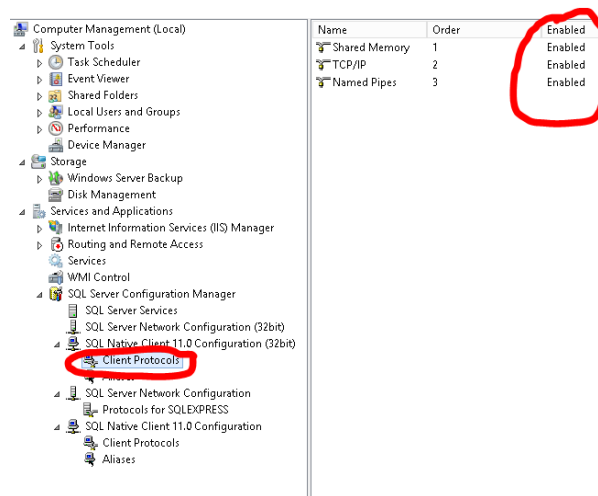 Computer Management (Local)
System Tools
Task Scheduler
Event Viewer
Shared Folders
Local Users and Groups
Performance
Device Manager
Storage
Windows Server Backup
Disk Management
Services and Applications
Internet Information Services (IIS) Manager
Routing and Remote Access
Services
WMI Control
SQL Server Configuration Manager
SQL Server Services
SQL Server Network Configuration (32bit)
SQL Native Client 11.0 Configuration (32bit)
Client Protocols
Aliases
SQL Server Network Configuration
Protocols for SQLEXPRESS
SQL Native Client 11.0 Configuration
Client Protocols
Aliases
Name Order Enabled
Shared Memory 1 Enabled
TCP/IP 2 Enabled
Named Pipes 3 Enabled